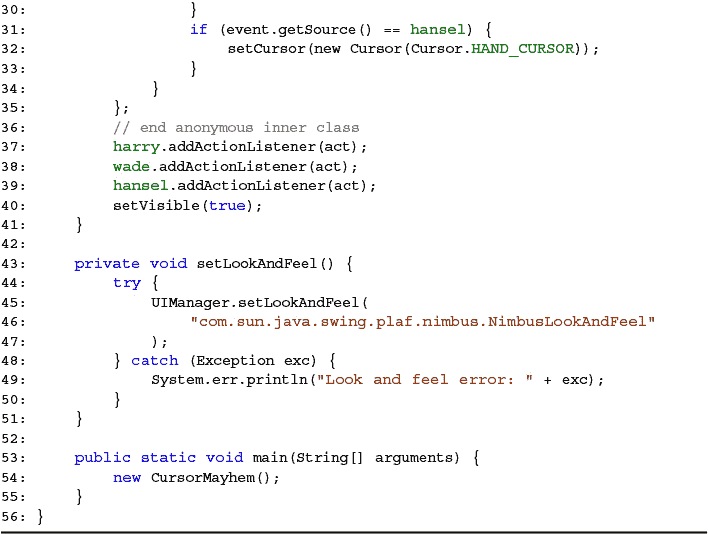 30:                 }
31:                 if (event.getSource() == hansel) {
32:                     setCursor(new Cursor(Cursor.HAND_CURSOR));
33:                 }
34:             }
35:         };
36:         // end anonymous inner class
37:         harry.addActionListener(act);
38:         wade.addActionListener(act);
39:         hansel.addActionListener(act);
40:         setVisible(true);
41:     }
42:
43:     private void setLookAndFeel() {
44:         try {
45:             UIManager.setLookAndFeel(
46:                 "com.sun.java.swing.plaf.nimbus.NimbusLookAndFeel"
47:             );
48:         } catch (Exception exc) {
49:             System.err.println("Look and feel error: " + exc);
50:         }
51:     }
52:
53:     public static void main(String[] arguments) {
54:         new CursorMayhem();
55:     }
56: }